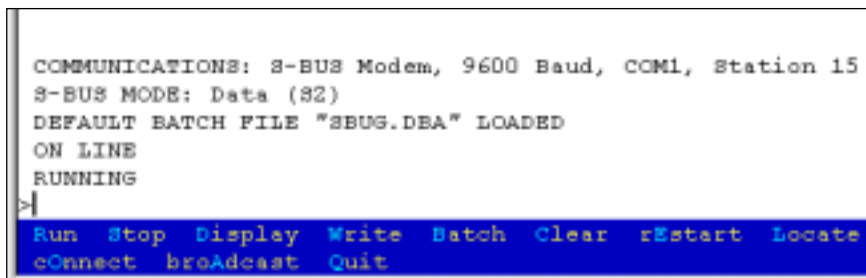 COMMUNICATIONS: S-BUS Modem, 9600 Baud, COM1, Station 15
S-BUS MODE: Data (S2)
DEFAULT BATCH FILE "SBUG.DBA" LOADED
ON LINE
RUNNING
>
Run Stop Display Write Batch Clear rEstart Locate
cOnnect broAdcast Quit